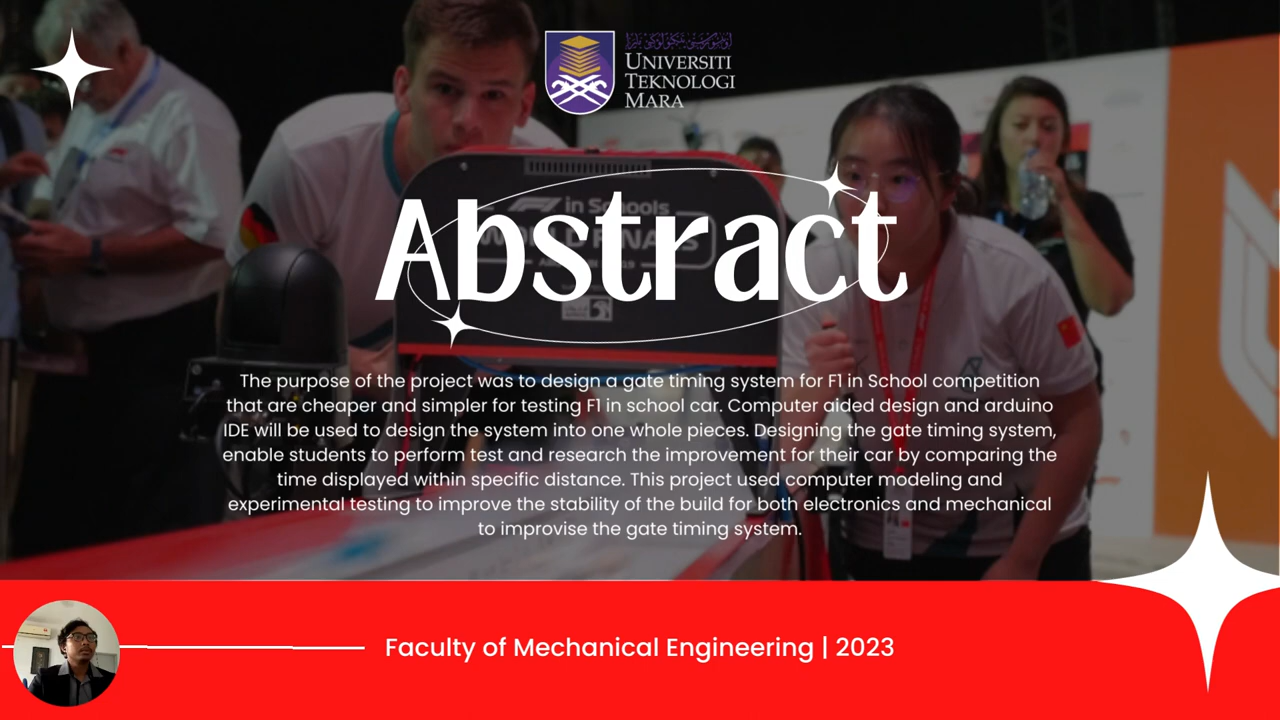 UNIVERSITI
TEKNOLOGI
MARA
in Schools
WORLD FINALS
Abstract
The purpose of the project was to design a gate timing system for F1 in School competition
that are cheaper and simpler for testing F1 in school car. Computer aided design and arduino
IDE will be used to design the system into one whole pieces. Designing the gate timing system,
enable students to perform test and research the improvement for their car by comparing the
time displayed within specific distance. This project used computer modeling and
experimental testing to improve the stability of the build for both electronics and mechanical
to improvise the gate timing system.
Faculty of Mechanical Engineering | 2023